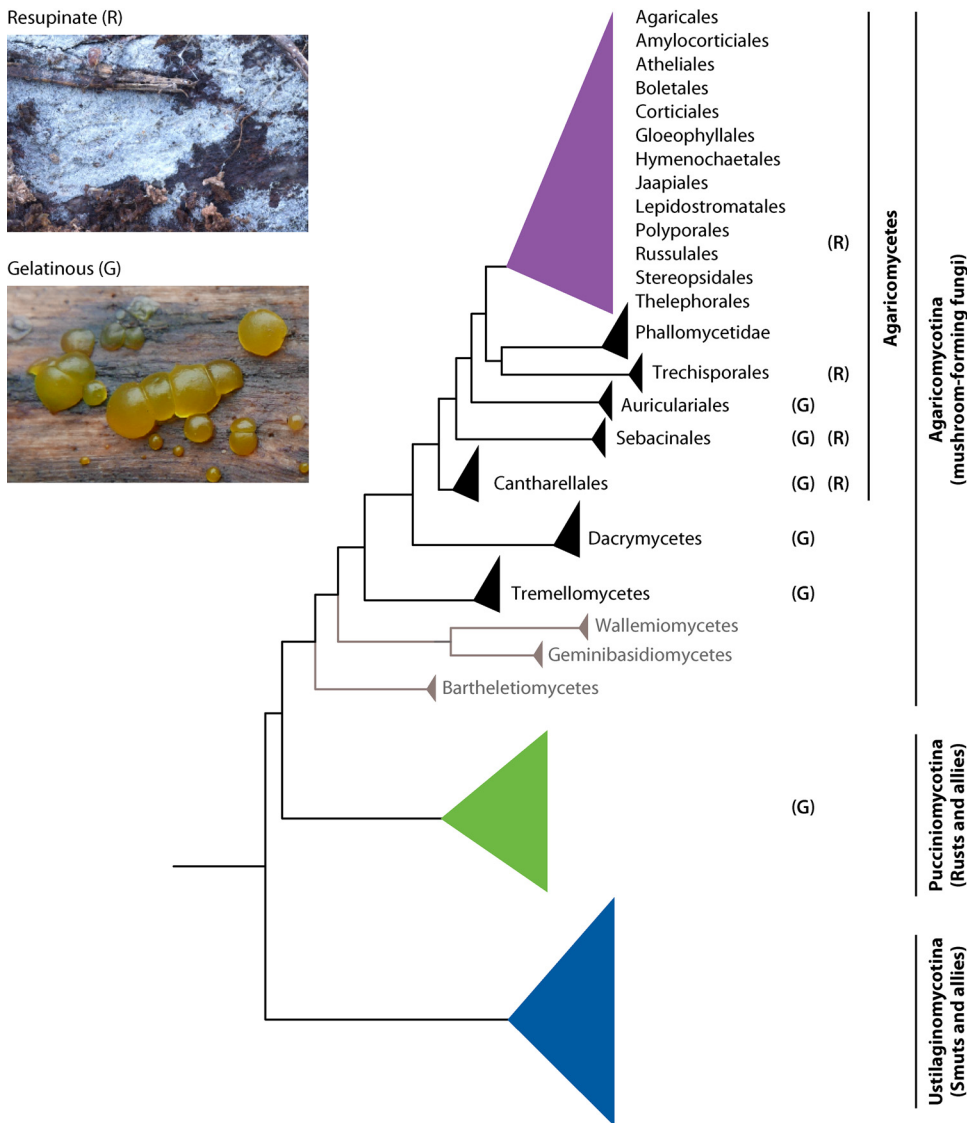 Resupinate (R)
Gelatinous (G)
Agaricales
Amylocorticiales
Atheliales
Boletales
Corticiales
Gloeophyllales
Hymenochaetales
Jaapiales
Lepidostromatales
Polyporales
(R)
Russulales
Stereopsidales
Thelephorales
Phallomycetidae
Trechisporales (R)
Auriculariales (G)
Sebacinales (G) (R)
Cantharellales (G) (R)
Dacrymycetes (G)
Tremellomycetes (G)
Wallemiomycetes
Geminibasidiomycetes
Bartheletiomycetes
(G)
Agaricomycetes
Agaricomycotina
(mushroom-forming fungi)
Pucciniomycotina
(Rusts and allies)
Ustilaginomycotina
(Smuts and allies)